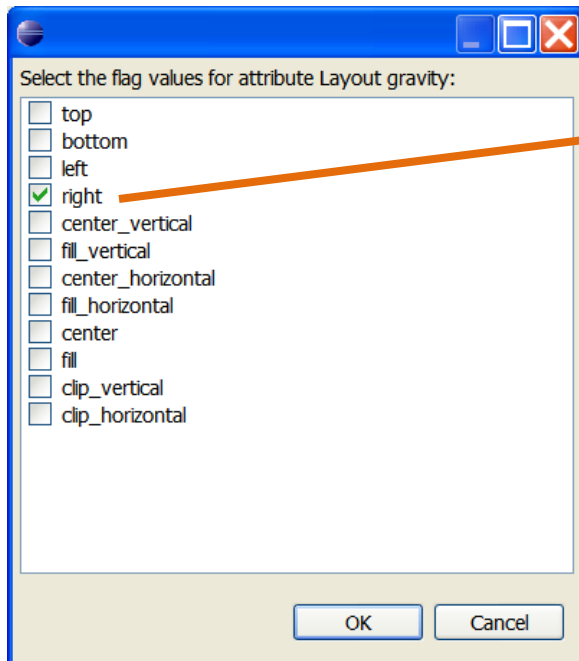 Select the flag values for attribute Layout gravity:
top
bottom
left
right
center_vertical
fill_vertical
center_horizontal
fill_horizontal
center
fill
clip_vertical
clip_horizontal
OK Cancel